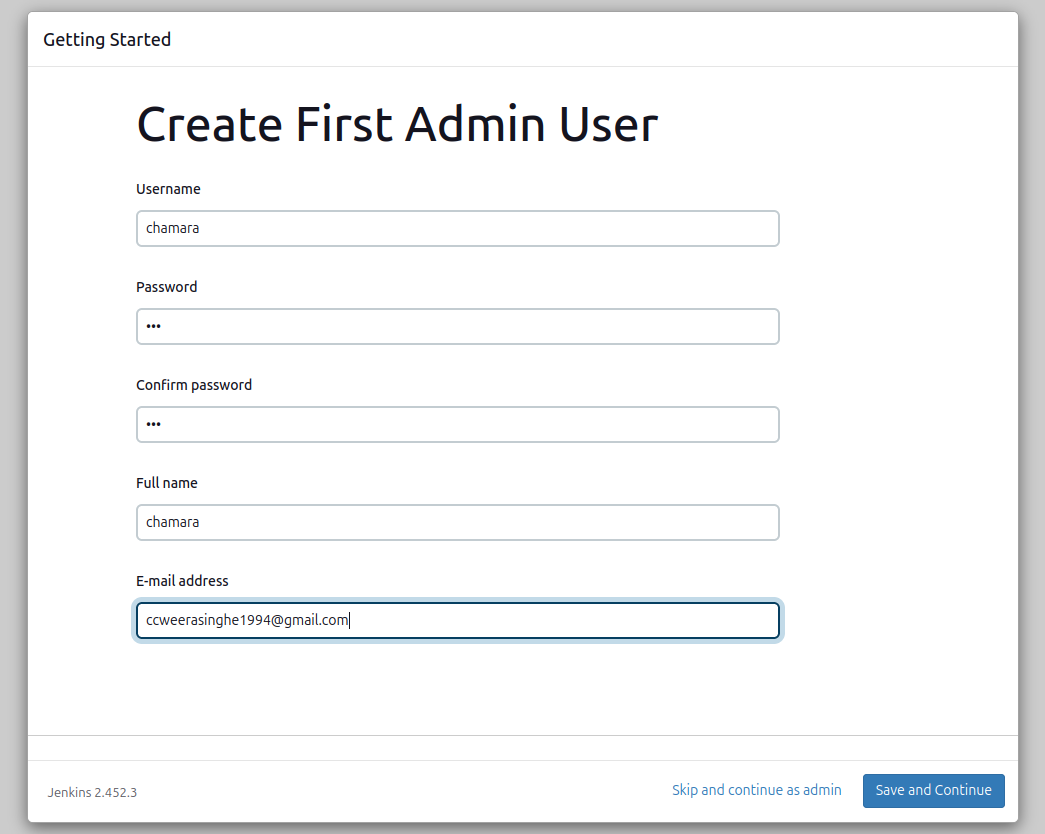 Getting Started
Create First Admin User
Username
chamara
Password
•••
Confirm password
•••
Full name
chamara
E-mail address
ccweerasinghe1994@gmail.com
Jenkins 2.452.3
Skip and continue as admin
Save and Continue